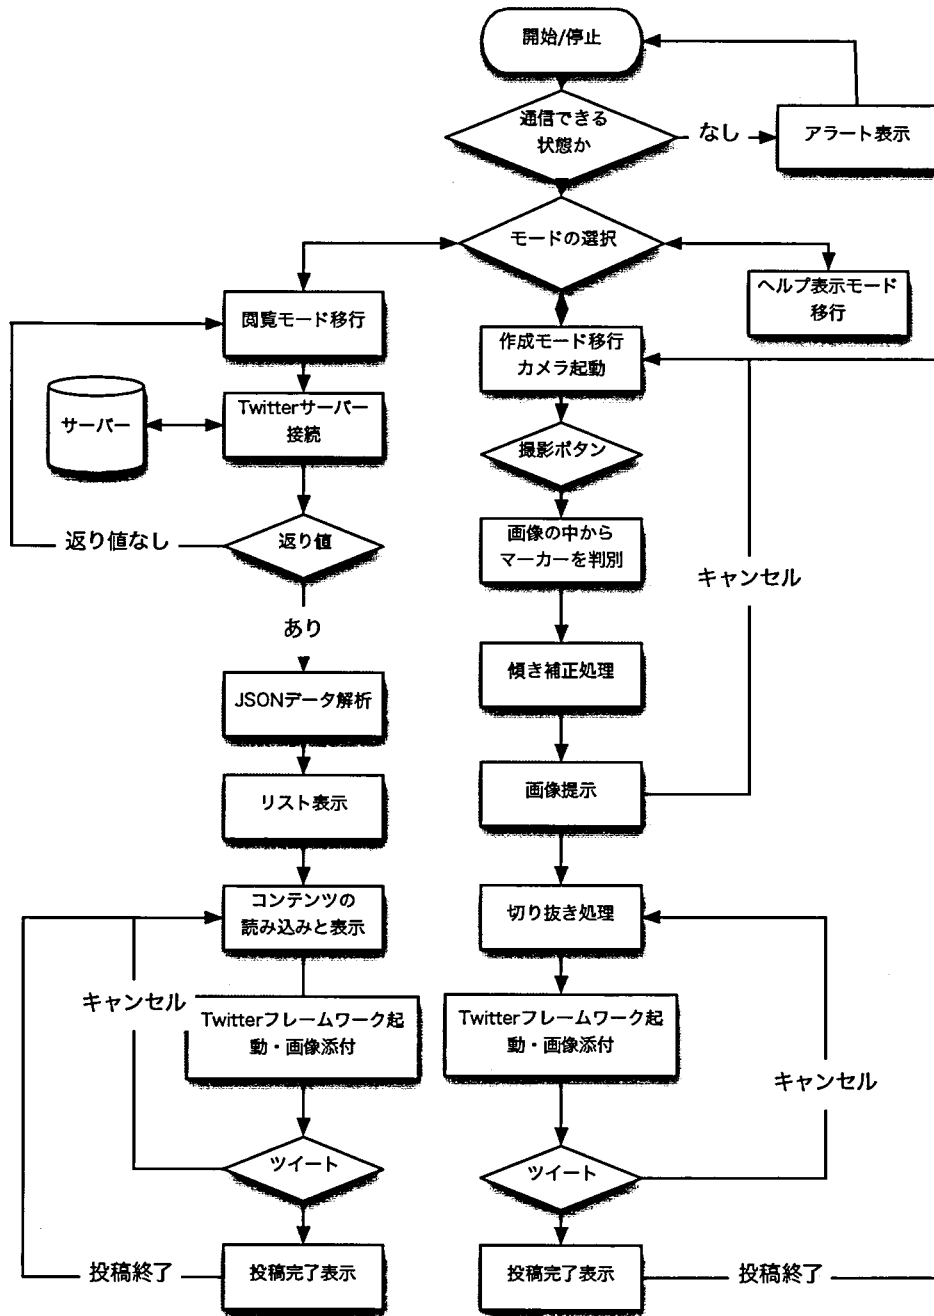 開始/停止
通信できる
状態か
なし
アラート表示
モードの選択
ヘルプ表示モード
移行
閲覧モード移行
作成モード移行
カメラ起動
サーバー
Twitterサーバー
接続
撮影ボタン
返り値なし
返り値
画像の中から
マーカーを判別
キャンセル
あり
傾き補正処理
JSONデータ解析
画像提示
リスト表示
コンテンツの
読み込みと表示
切り抜き処理
キャンセル
Twitterフレームワーク起
動・画像添付
Twitterフレームワーク起
動・画像添付
キャンセル
ツイート
ツイート
投稿終了
投稿完了表示
投稿完了表示
投稿終了